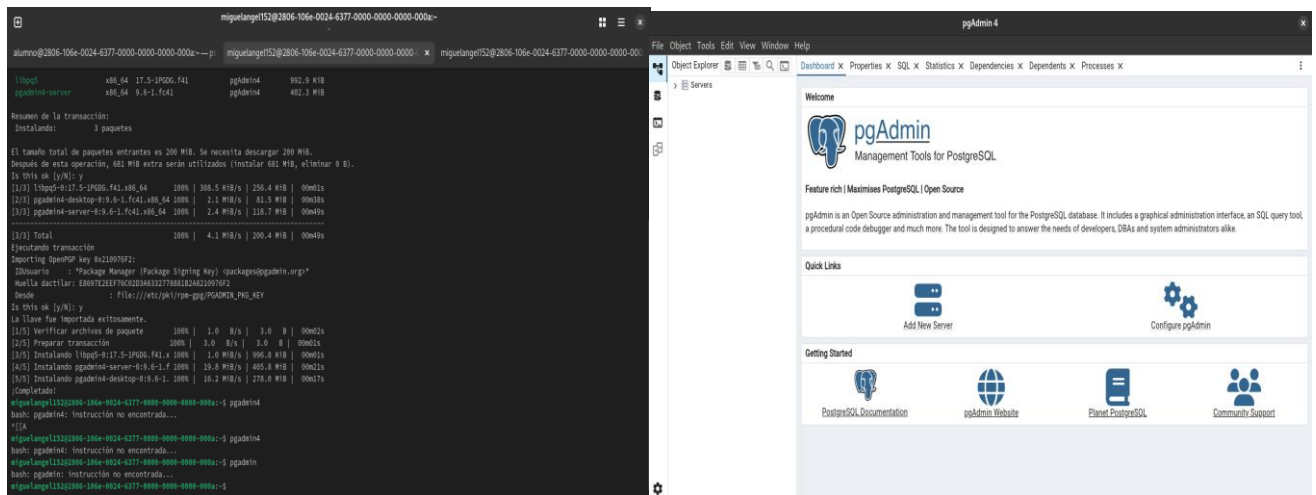 miguelangel152@2806-106e-0024-6377-0000-0000-0000-000a:~
alumno@2806-106e-0024-6377-0000-0000-0000-000a:~ — p
miguelangel152@2806-106e-0024-6377-0000-0000-0000-
miguelangel152@2806-106e-0024-6377-0000-0000-0000-000
libpq5 x86_64 17.5-1PGDG.f41 pgAdmin4 992.9 KiB
pgadmin4-server x86_64 9.6-1.fc41 pgAdmin4 402.3 MiB
Resumen de la transacción:
Instalando: 3 paquetes
El tamaño total de paquetes entrantes es 200 MiB. Se necesita descargar 200 MiB.
Después de esta operación, 681 MiB extra serán utilizados (instalar 681 MiB, eliminar 0 B).
Is this ok [y/N]: y
[1/3] libpq5-0:17.5-1PGDG.f41.x86_64 100% | 308.5 KiB/s | 256.4 KiB | 00m01s
[2/3] pgadmin4-desktop-0:9.6-1.fc41.x86_64 100% | 2.1 MiB/s | 81.5 MiB | 00m38s
[3/3] pgadmin4-server-0:9.6-1.fc41.x86_64 100% | 2.4 MiB/s | 118.7 MiB | 00m49s
[3/3] Total 100% | 4.1 MiB/s | 200.4 MiB | 00m49s
Ejecutando transacción
Importing OpenPGP key 0x210976F2:
IDUsuario : "Package Manager (Package Signing Key) <packages@pgadmin.org>"
Huella dactilar: E8697E2EEF76C02D3A6332778881B2A8210976F2
Desde : file:///etc/pki/rpm-gpg/PGADMIN_PKG_KEY
Is this ok [y/N]: y
La llave fue importada exitosamente.
[1/5] Verificar archivos de paquete 100% | 1.0 B/s | 3.0 B | 00m02s
[2/5] Preparar transacción 100% | 3.0 B/s | 3.0 B | 00m01s
[3/5] Instalando libpq5-0:17.5-1PGDG.f41.x 100% | 1.0 MiB/s | 996.8 KiB | 00m01s
[4/5] Instalando pgadmin4-server-0:9.6-1.f 100% | 19.8 MiB/s | 405.8 MiB | 00m21s
[5/5] Instalando pgadmin4-desktop-0:9.6-1. 100% | 16.2 MiB/s | 278.0 MiB | 00m17s
¡Completado!
miguelangel152@2806-106e-0024-6377-0000-0000-0000-000a:~$ pgadmin4
bash: pgadmin4: instrucción no encontrada...
^[[A
miguelangel152@2806-106e-0024-6377-0000-0000-0000-000a:~$ pgadmin4
bash: pgadmin4: instrucción no encontrada...
miguelangel152@2806-106e-0024-6377-0000-0000-0000-000a:~$ pgadmin
bash: pgadmin: instrucción no encontrada...
miguelangel152@2806-106e-0024-6377-0000-0000-0000-000a:~$
pgAdmin 4
File Object Tools Edit View Window Help
Object Explorer
Dashboard Properties SQL Statistics Dependencies Dependents Processes
Servers
Welcome
pgAdmin
Management Tools for PostgreSQL
Feature rich | Maximises PostgreSQL | Open Source
pgAdmin is an Open Source administration and management tool for the PostgreSQL database. It includes a graphical administration interface, an SQL query tool,
a procedural code debugger and much more. The tool is designed to answer the needs of developers, DBAs and system administrators alike.
Quick Links
Add New Server
Configure pgAdmin
Getting Started
PostgreSQL Documentation
pgAdmin Website
Planet PostgreSQL
Community Support